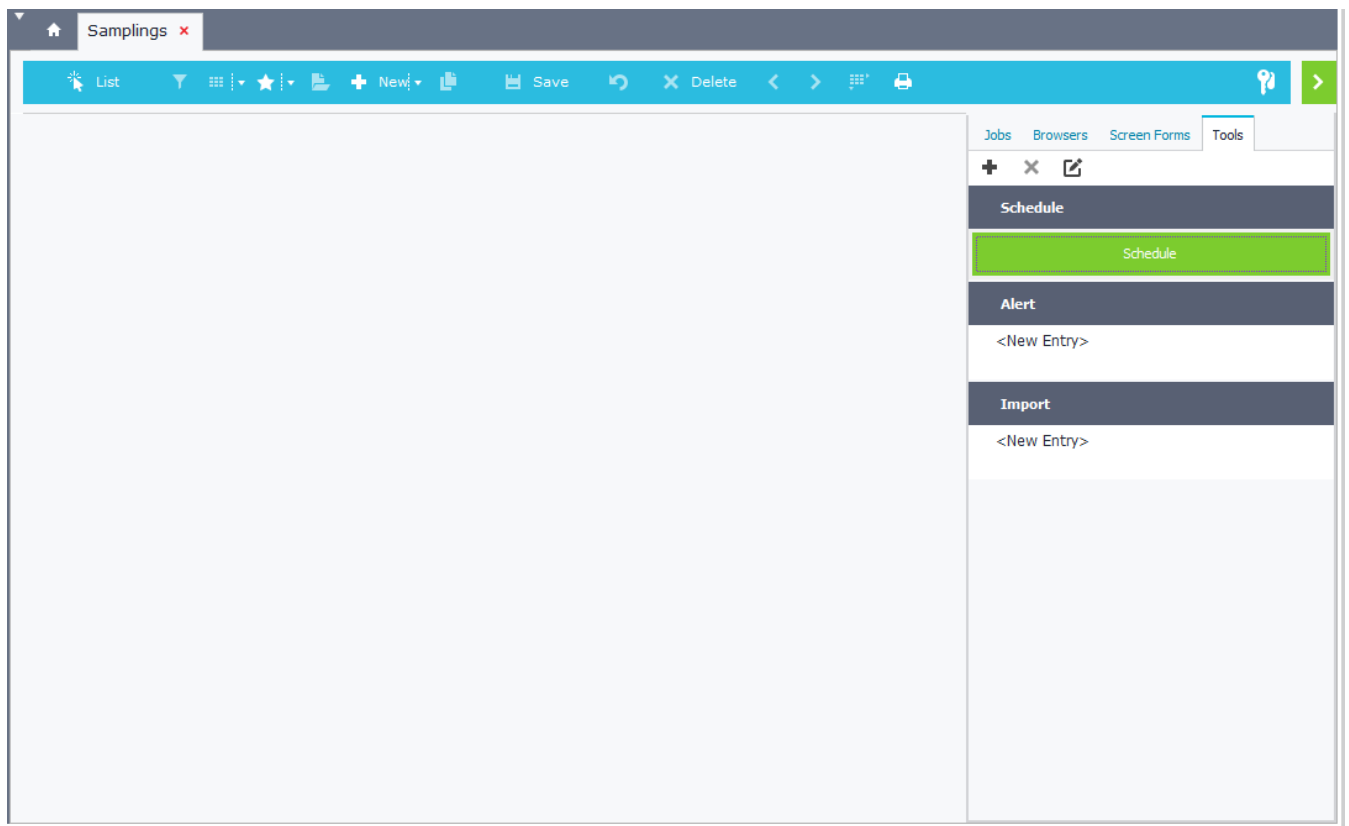 Samplings
List New Save Delete
Jobs Browsers Screen Forms Tools
Schedule
Schedule
Alert
<New Entry>
Import
<New Entry>